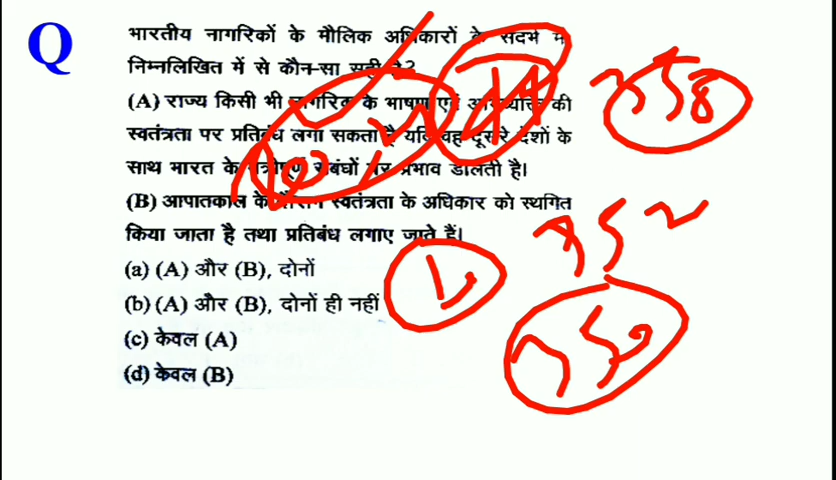 Q
भारतीय नागरिकों के मौलिक अधिकारों के संदर्भ में
निम्नलिखित में से कौन-सा सही है?
(A) राज्य किसी भी नागरिक के भाषण एवं अभिव्यक्ति की
स्वतंत्रता पर प्रतिबंध लगा सकता है यदि वह दूसरे देशों के
साथ भारत के मैत्रीपूर्ण संबंधों पर प्रभाव डालती है।
(B) आपातकाल के दौरान स्वतंत्रता के अधिकार को स्थगित
किया जाता है तथा प्रतिबंध लगाए जाते हैं।
(a) (A) और (B), दोनों
(b) (A) और (B), दोनों ही नहीं
(c) केवल (A)
(d) केवल (B)
44
358
352